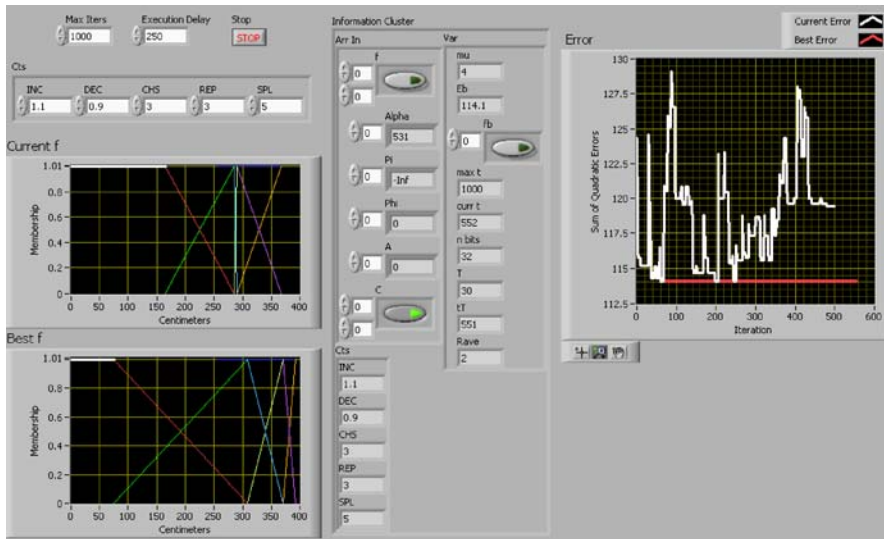 Max Iters
1000
Execution Delay
250
Stop
STOP
Cts
INC
1.1
DEC
0.9
CHS
3
REP
3
SPL
5
Current f
Membership
1.01
0.8
0.6
0.4
0.2
0
0 50 100 150 200 250 300 350 400
Centimeters
Best f
Membership
1.01
0.8
0.6
0.4
0.2
0
0 50 100 150 200 250 300 350 400
Centimeters
Information Cluster
Arr In
f
0
0
Alpha
0
531
Pi
0
-Inf
Phi
0
0
A
0
0
C
0
0
Cts
INC
1.1
DEC
0.9
CHS
3
REP
3
SPL
5
Var
mu
4
Eb
114.1
fb
0
max t
1000
curr t
552
n bits
32
T
30
tT
551
Rave
2
Error
Current Error
Best Error
Sum of Quadratic Errors
130
127.5
125
122.5
120
117.5
115
112.5
0 100 200 300 400 500 600
Iteration